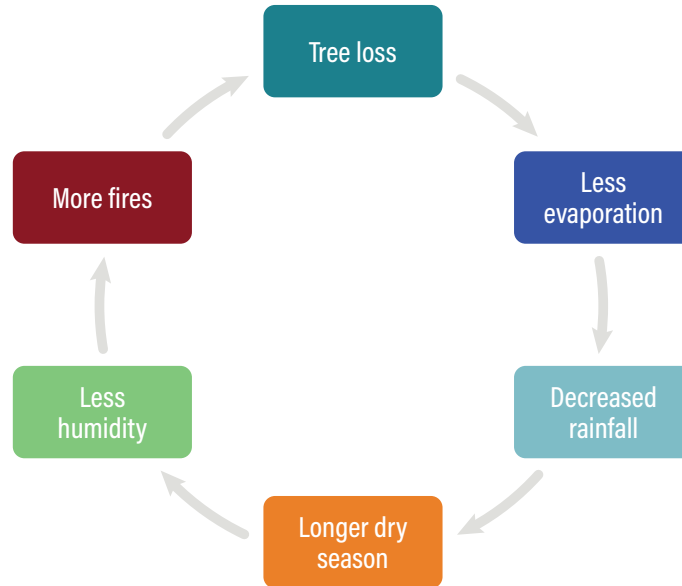 Tree loss
Less
evaporation
Decreased
rainfall
Longer dry
season
Less
humidity
More fires